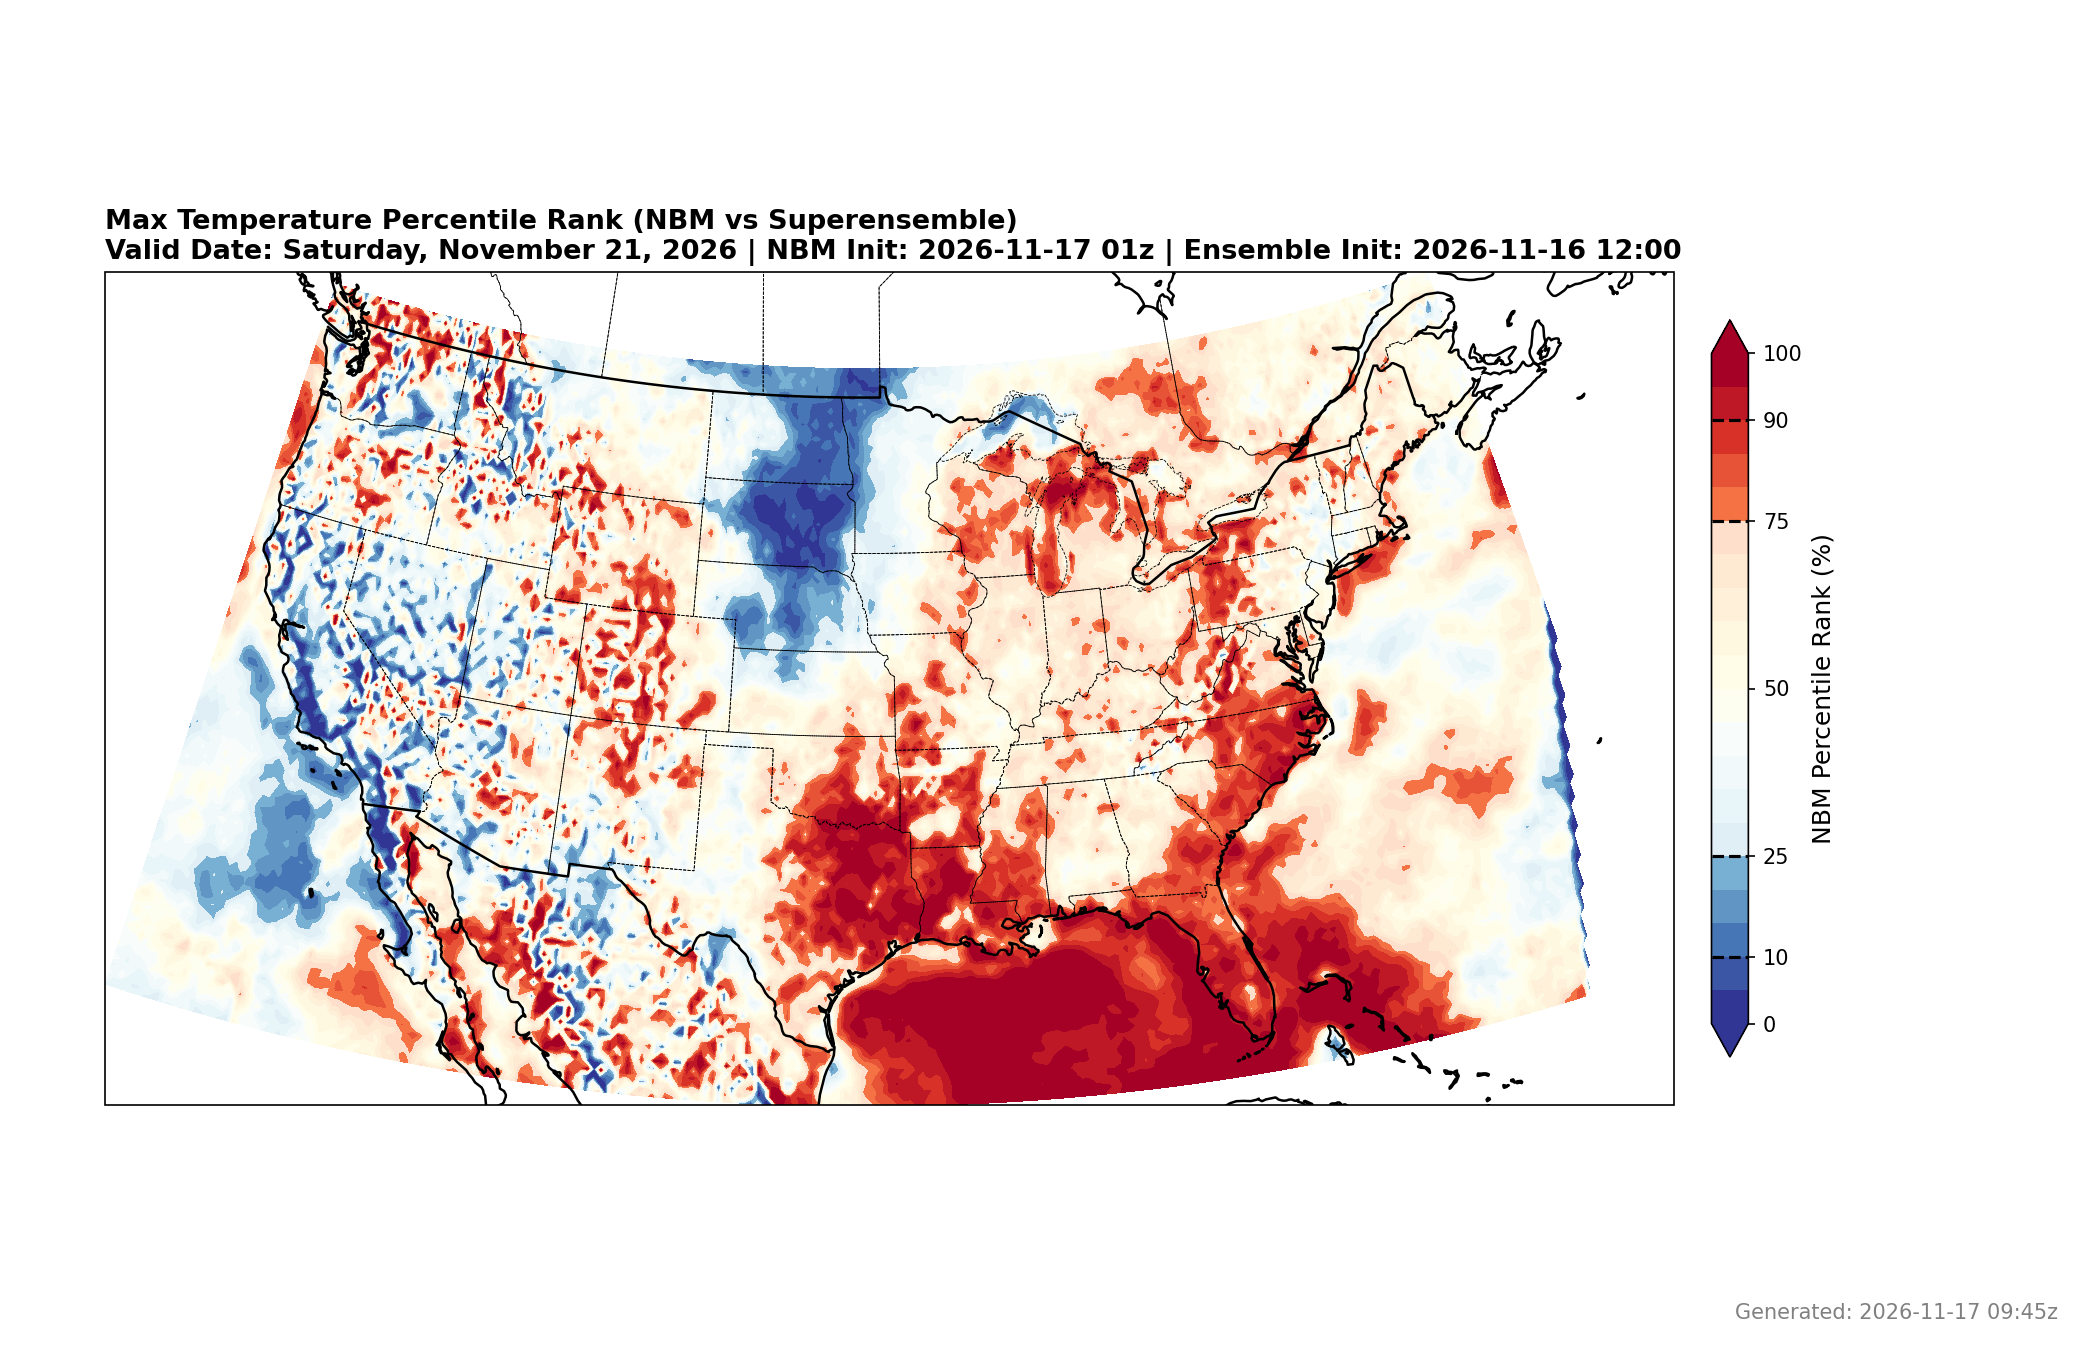 Max Temperature Percentile Rank (NBM vs Superensemble)
Valid Date: Saturday, November 21, 2026 | NBM Init: 2026-11-17 01z | Ensemble Init: 2026-11-16 12:00
100
90
75
50
25
10
0
NBM Percentile Rank (%)
Generated: 2026-11-17 09:45z